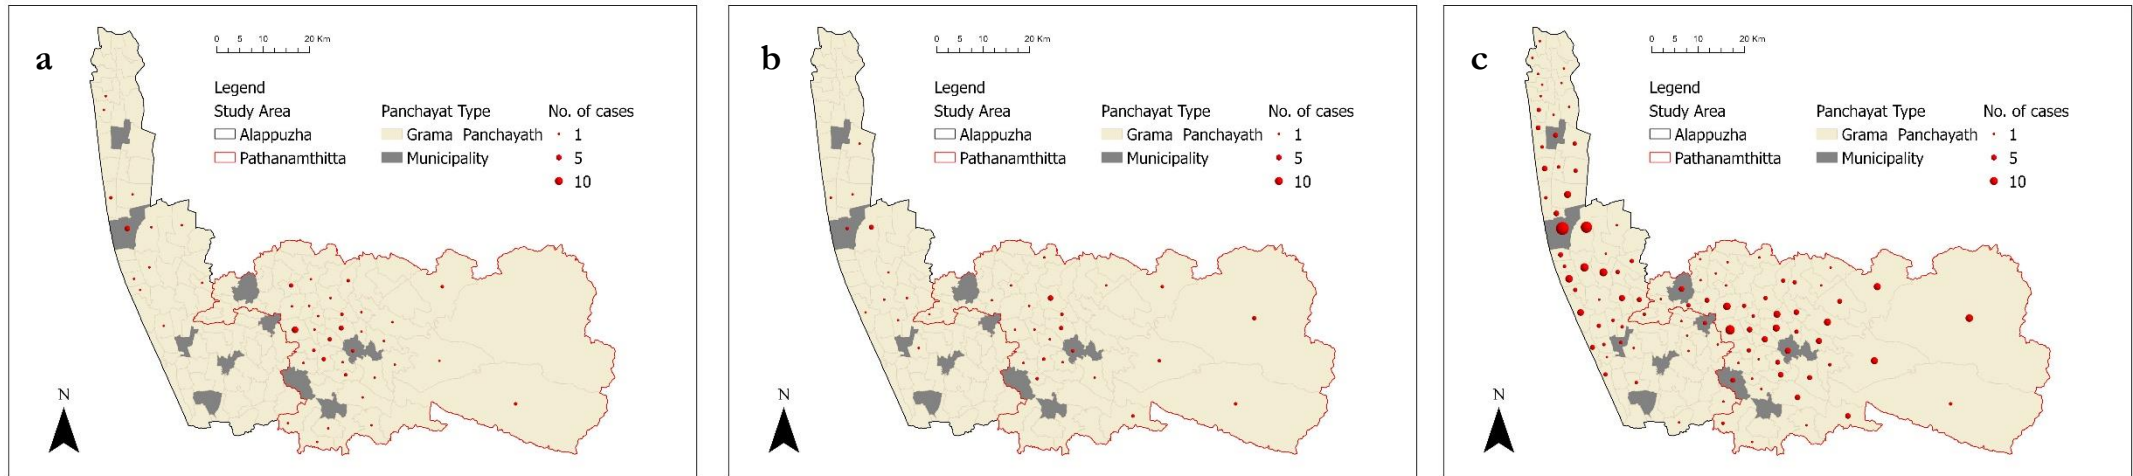 a
0 5 10 20 Km
Legend
Study Area Panchayat Type No. of cases
Alappuzha Grama Panchayath 1
Pathanamthitta Municipality 5
10
N
b
0 5 10 20 Km
Legend
Study Area Panchayat Type No. of cases
Alappuzha Grama Panchayath 1
Pathanamthitta Municipality 5
10
N
c
0 5 10 20 Km
Legend
Study Area Panchayat Type No. of cases
Alappuzha Grama Panchayath 1
Pathanamthitta Municipality 5
10
N